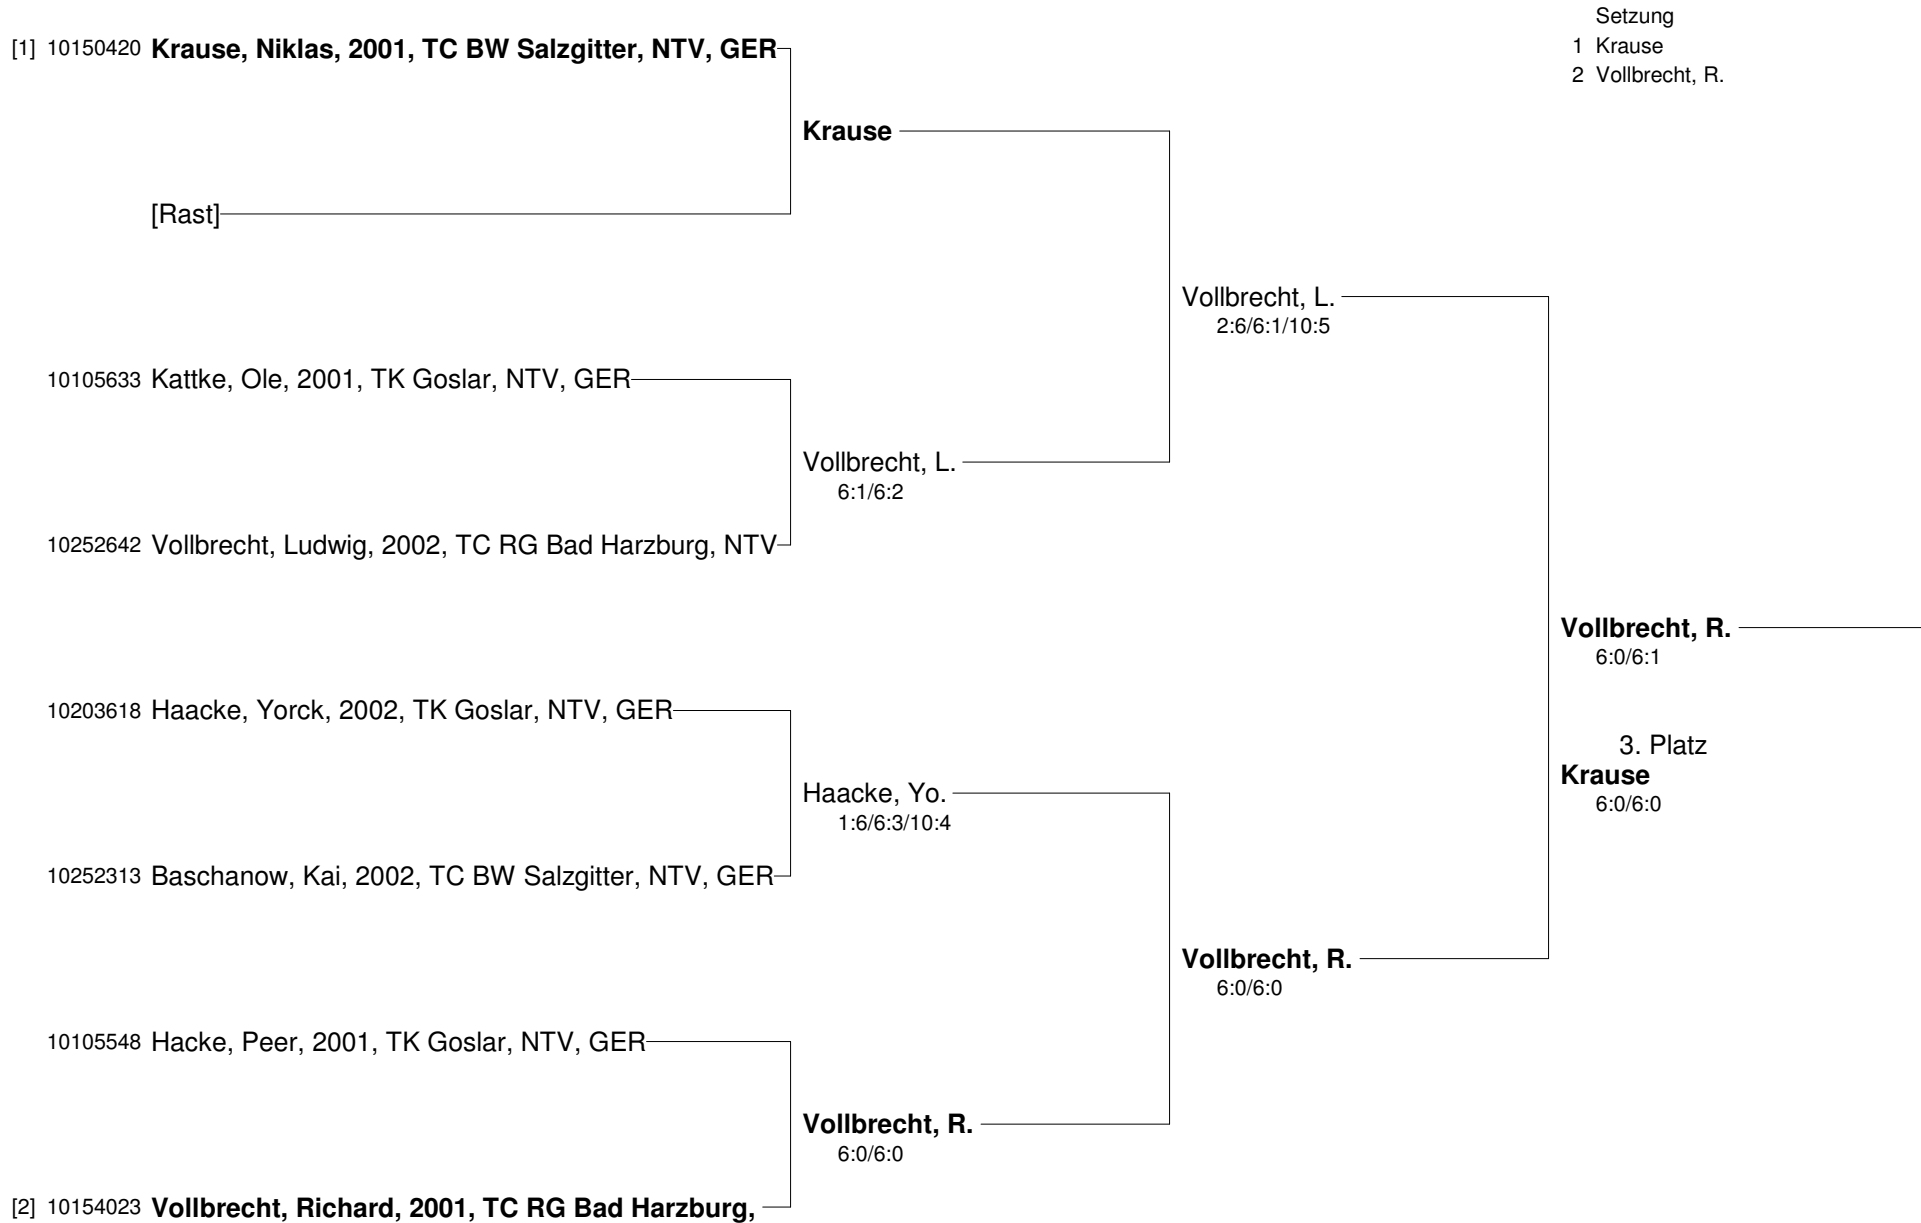 Setzung
1 Krause
2 Vollbrecht, R.
[1] 10150420 Krause, Niklas, 2001, TC BW Salzgitter, NTV, GER
Krause
[Rast]
Vollbrecht, L.
2:6/6:1/10:5
10105633 Kattke, Ole, 2001, TK Goslar, NTV, GER
Vollbrecht, L.
6:1/6:2
10252642 Vollbrecht, Ludwig, 2002, TC RG Bad Harzburg, NTV
Vollbrecht, R.
6:0/6:1
10203618 Haacke, Yorck, 2002, TK Goslar, NTV, GER
3. Platz
Krause
6:0/6:0
Haacke, Yo.
1:6/6:3/10:4
10252313 Baschanow, Kai, 2002, TC BW Salzgitter, NTV, GER
Vollbrecht, R.
6:0/6:0
10105548 Hacke, Peer, 2001, TK Goslar, NTV, GER
Vollbrecht, R.
6:0/6:0
[2] 10154023 Vollbrecht, Richard, 2001, TC RG Bad Harzburg,